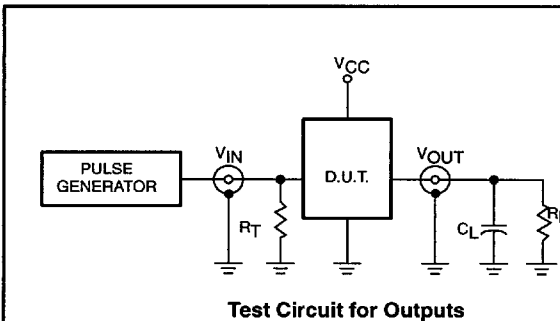 VCC
VIN
VOUT
PULSE
GENERATOR
D.U.T.
RT
CL
Test Circuit for Outputs